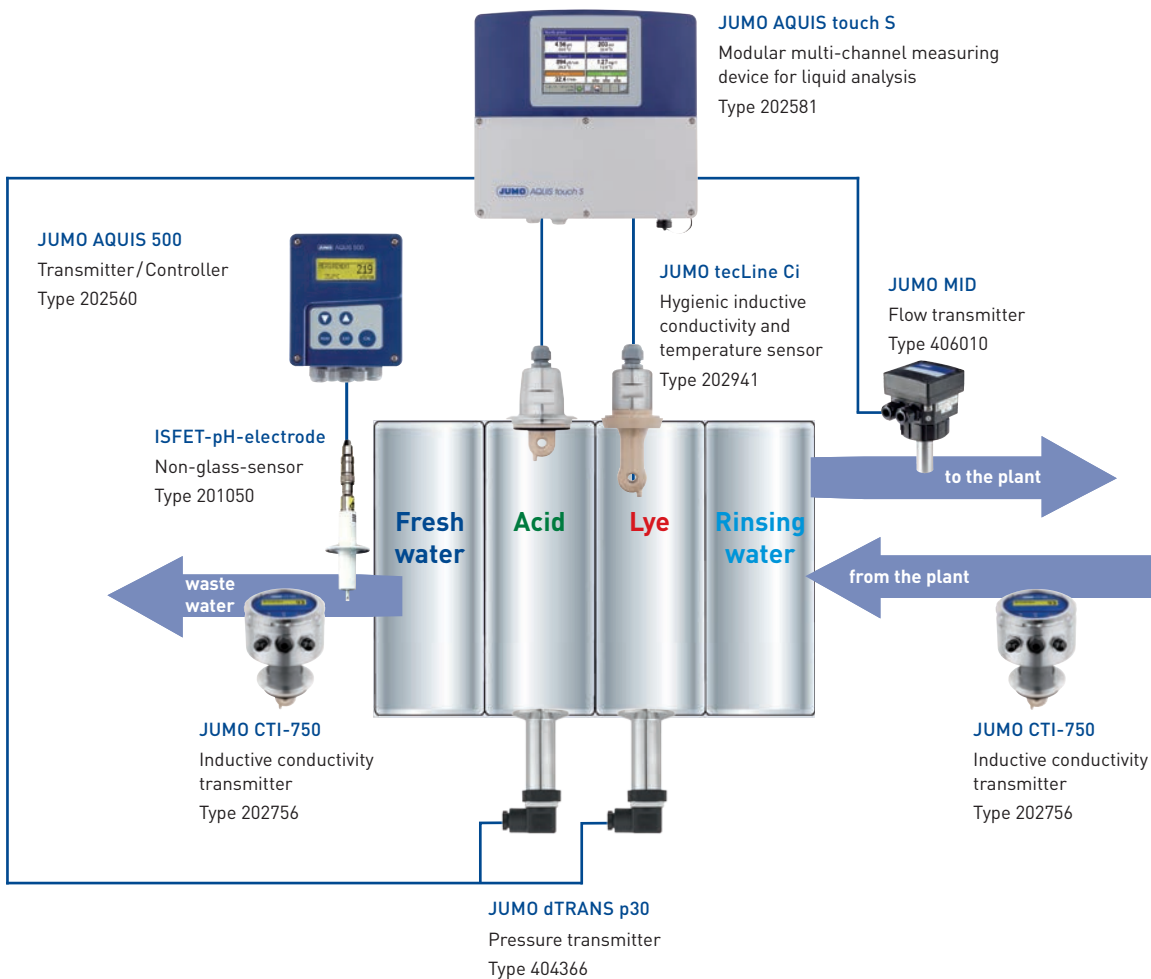 JUMO AQUIS touch S
Modular multi-channel measuring
device for liquid analysis
Type 202581
JUMO AQUIS touch S
JUMO AQUIS 500
Transmitter/Controller
Type 202560
JUMO AQUIS 500
219
JUMO tecLine Ci
Hygienic inductive
conductivity and
temperature sensor
Type 202941
JUMO MID
Flow transmitter
Type 406010
ISFET-pH-electrode
Non-glass-sensor
Type 201050
to the plant
Fresh
water
Acid
Lye
Rinsing
water
waste
water
from the plant
JUMO CTI-750
Inductive conductivity
transmitter
Type 202756
JUMO CTI-750
Inductive conductivity
transmitter
Type 202756
JUMO dTRANS p30
Pressure transmitter
Type 404366